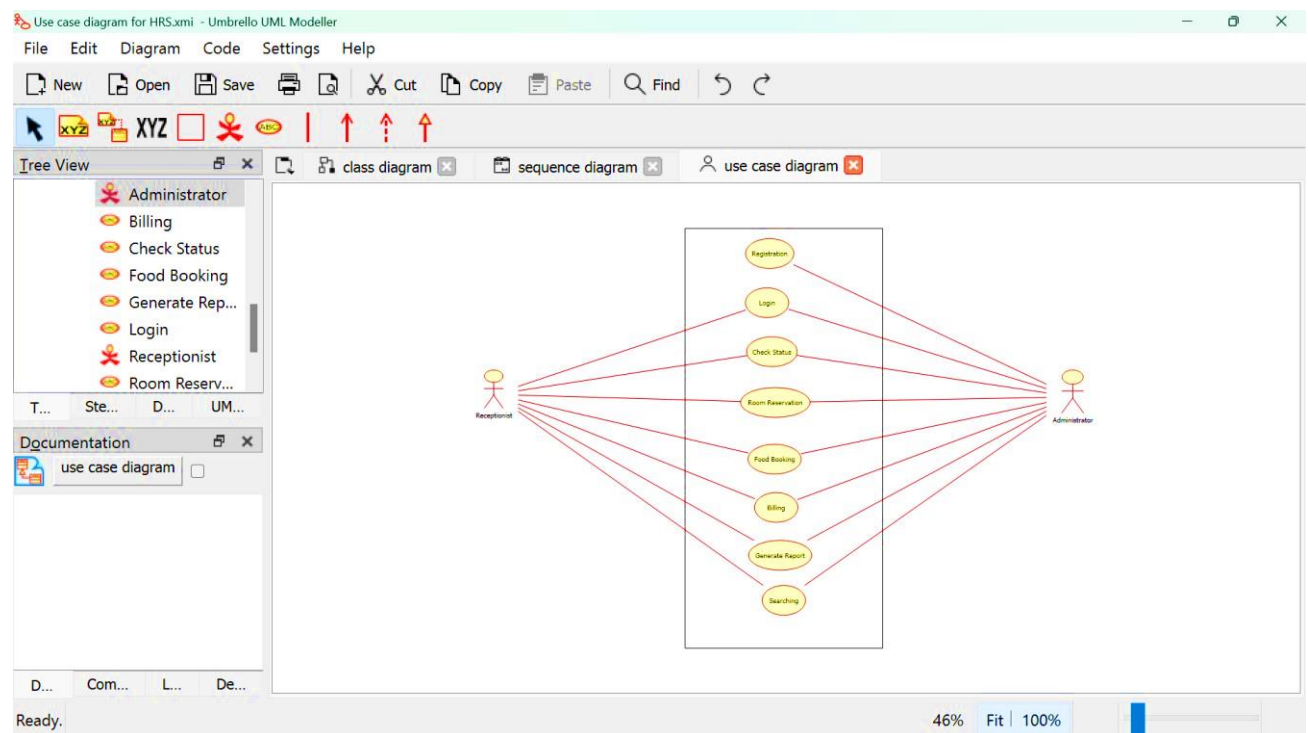 Use case diagram for HRS.xmi - Umbrello UML Modeller
File Edit Diagram Code Settings Help
New Open Save Cut Copy Paste Find
XYZ XYZ XYZ ABC
Tree View
class diagram sequence diagram use case diagram
Administrator
Billing
Check Status
Food Booking
Generate Rep...
Login
Receptionist
Room Reserv...
T... Ste... D... UM...
Documentation
use case diagram
D... Com... L... De...
Registration
Login
Check Status
Room Reservation
Food Booking
Billing
Generate Report
Searching
Receptionist
Administrator
Ready.
46% Fit 100%